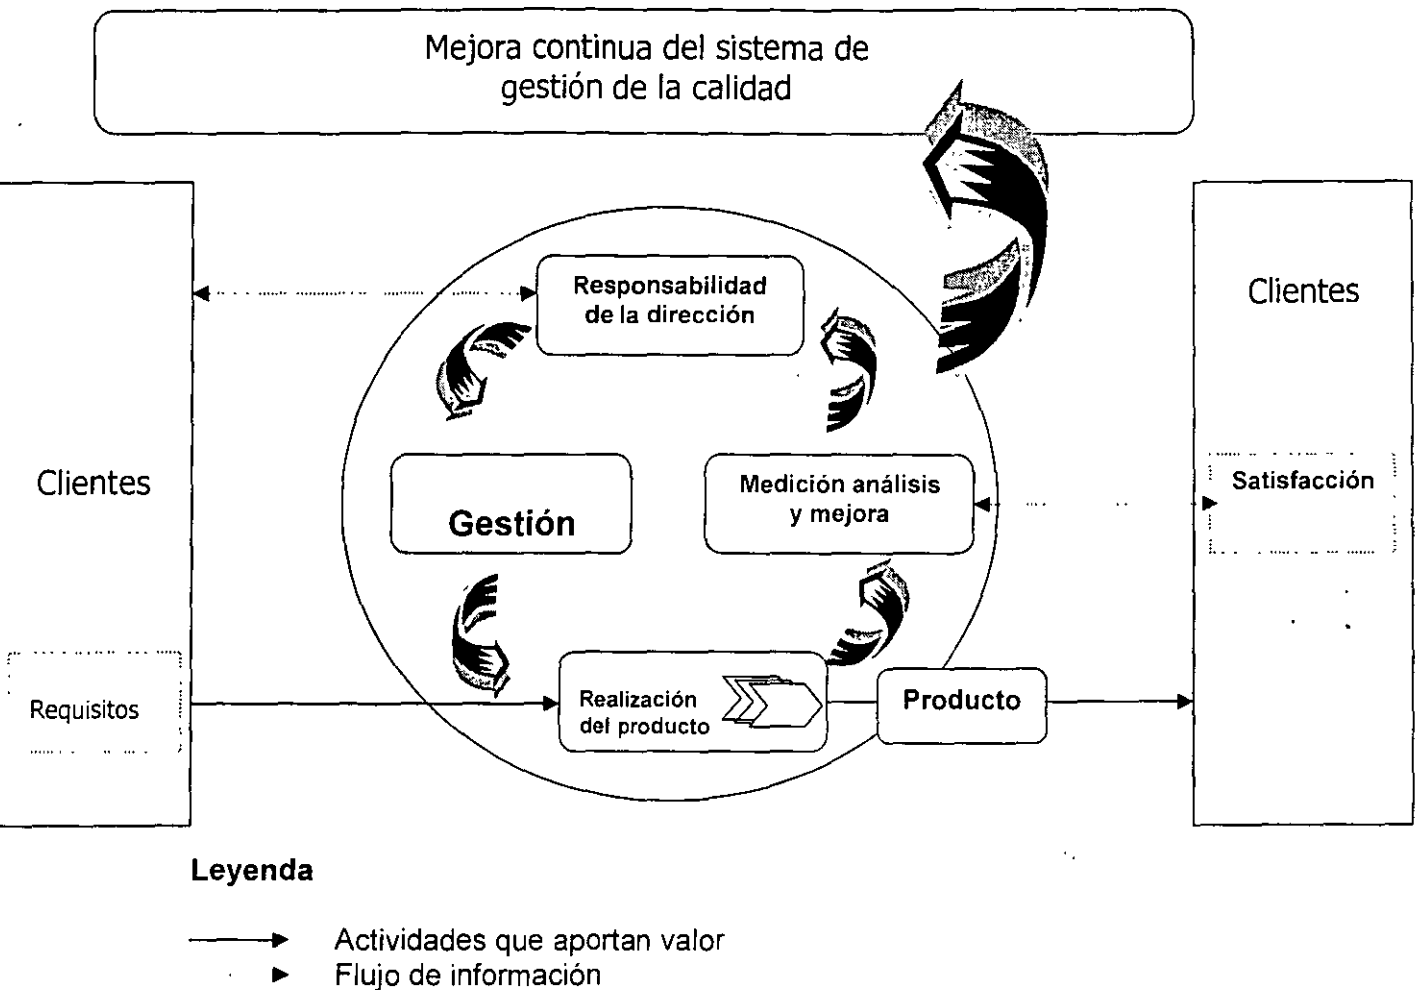 Mejora continua del sistema de
gestión de la calidad
Responsabilidad
de la dirección
Clientes
Clientes
Gestión
Medición análisis
y mejora
Satisfacción
Requisitos
Realización
del producto
Producto
Leyenda
Actividades que aportan valor
Flujo de información